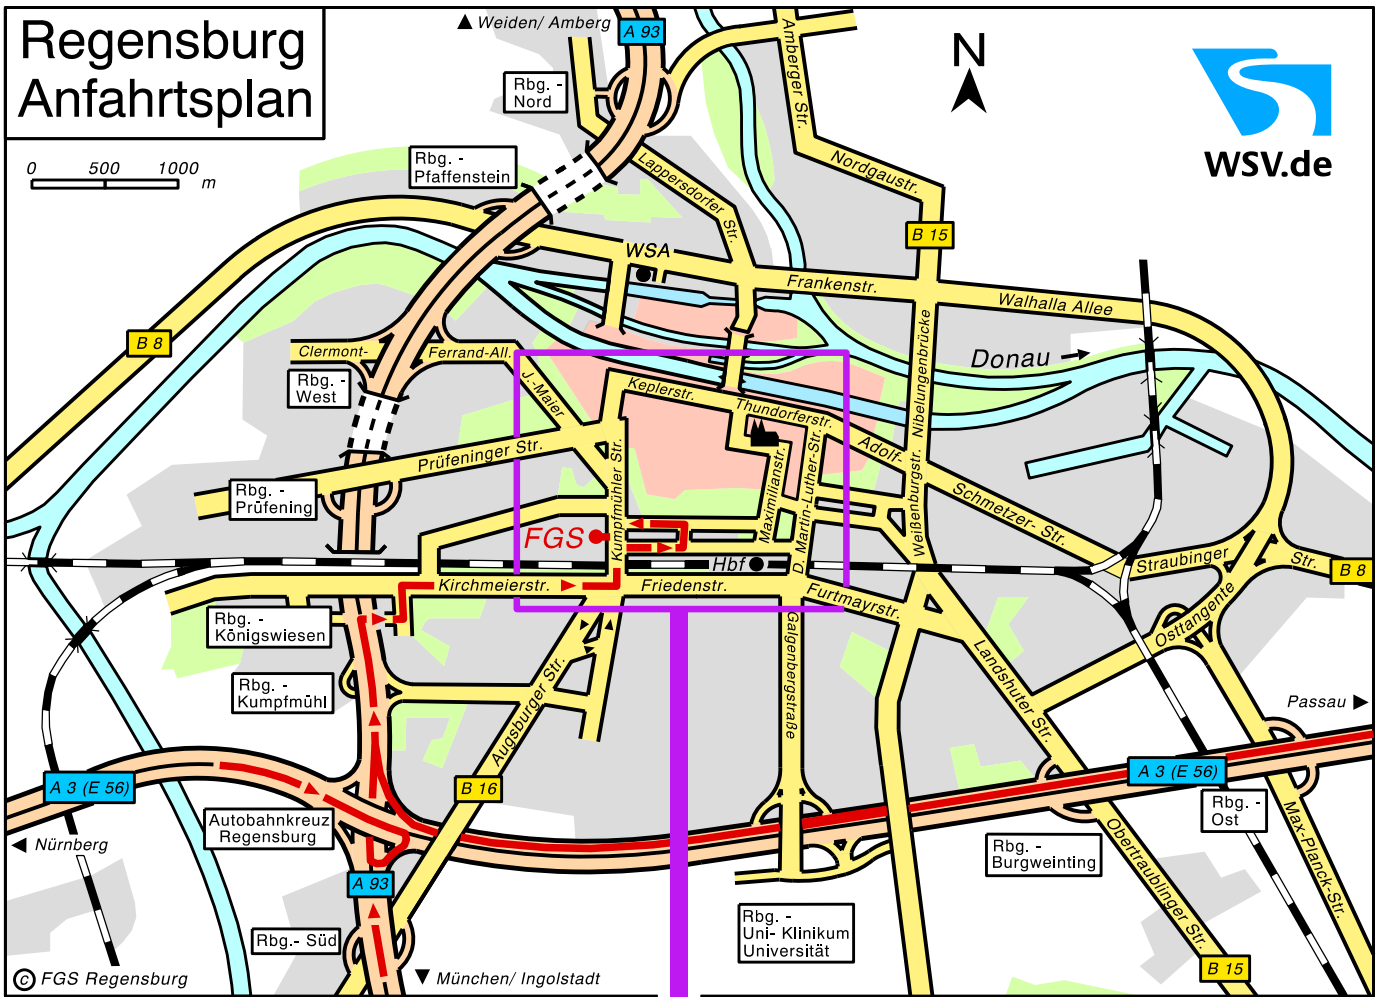 Regensburg
Anfahrtsplan
0 500 1000
m
Weiden/ Amberg
A 93
Rbg. -
Nord
N
WSV.de
Amberger Str.
Nordgaustr.
Rbg. -
Pfaffenstein
Lappersdorfer Str.
B 15
WSA
Frankenstr.
Walhalla Allee
B 8
Clermont-
Ferrand-All.
Donau
Rbg. -
West
J.-Maier
Keplerstr.
Thundorferstr.
Nibelungenbrücke
Adolf-
Schmetzer- Str.
Prüfeninger Str.
Kumpfmühler Str.
Maximilianstr.
D. Martin-Luther-Str.
Weißenburgstr.
Rbg. -
Prüfening
FGS
Hbf
Straubinger
Str.
B 8
Kirchmeierstr.
Friedenstr.
Furtmayrstr.
Rbg. -
Königswiesen
Galgenbergstraße
Osttangente
Landshuter Str.
Rbg. -
Kumpfmühl
Augsburger Str.
Passau
A 3 (E 56)
B 16
A 3 (E 56)
Autobahnkreuz
Regensburg
Rbg. -
Ost
Nürnberg
Max-Planck-Str.
Obertraublinger Str.
Rbg. -
Burgweinting
A 93
Rbg.- Süd
Rbg. -
Uni- Klinikum
Universität
B 15
München/ Ingolstadt
c FGS Regensburg